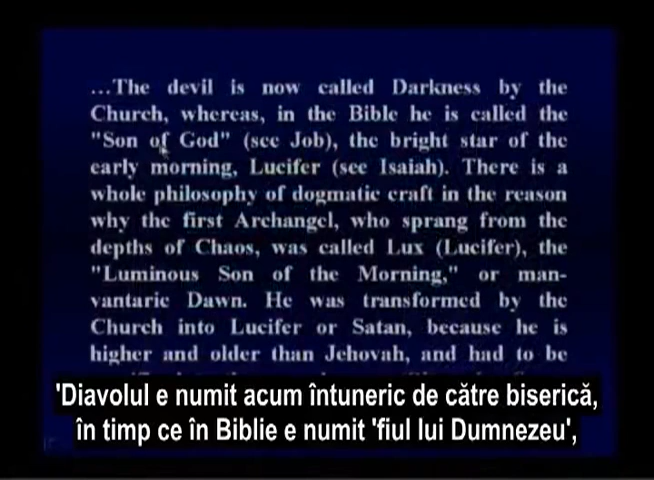 ...The devil is now called Darkness by the
Church, whereas, in the Bible he is called the
"Son of God" (see Job), the bright star of the
early morning, Lucifer (see Isaiah). There is a
whole philosophy of dogmatic craft in the reason
why the first Archangel, who sprang from the
depths of Chaos, was called Lux (Lucifer), the
"Luminous Son of the Morning," or man-
vantaric Dawn. He was transformed by the
Church into Lucifer or Satan, because he is
higher and older than Jehovah, and had to be
'Diavolul e numit acum întuneric de către biserică,
în timp ce în Biblie e numit 'fiul lui Dumnezeu',